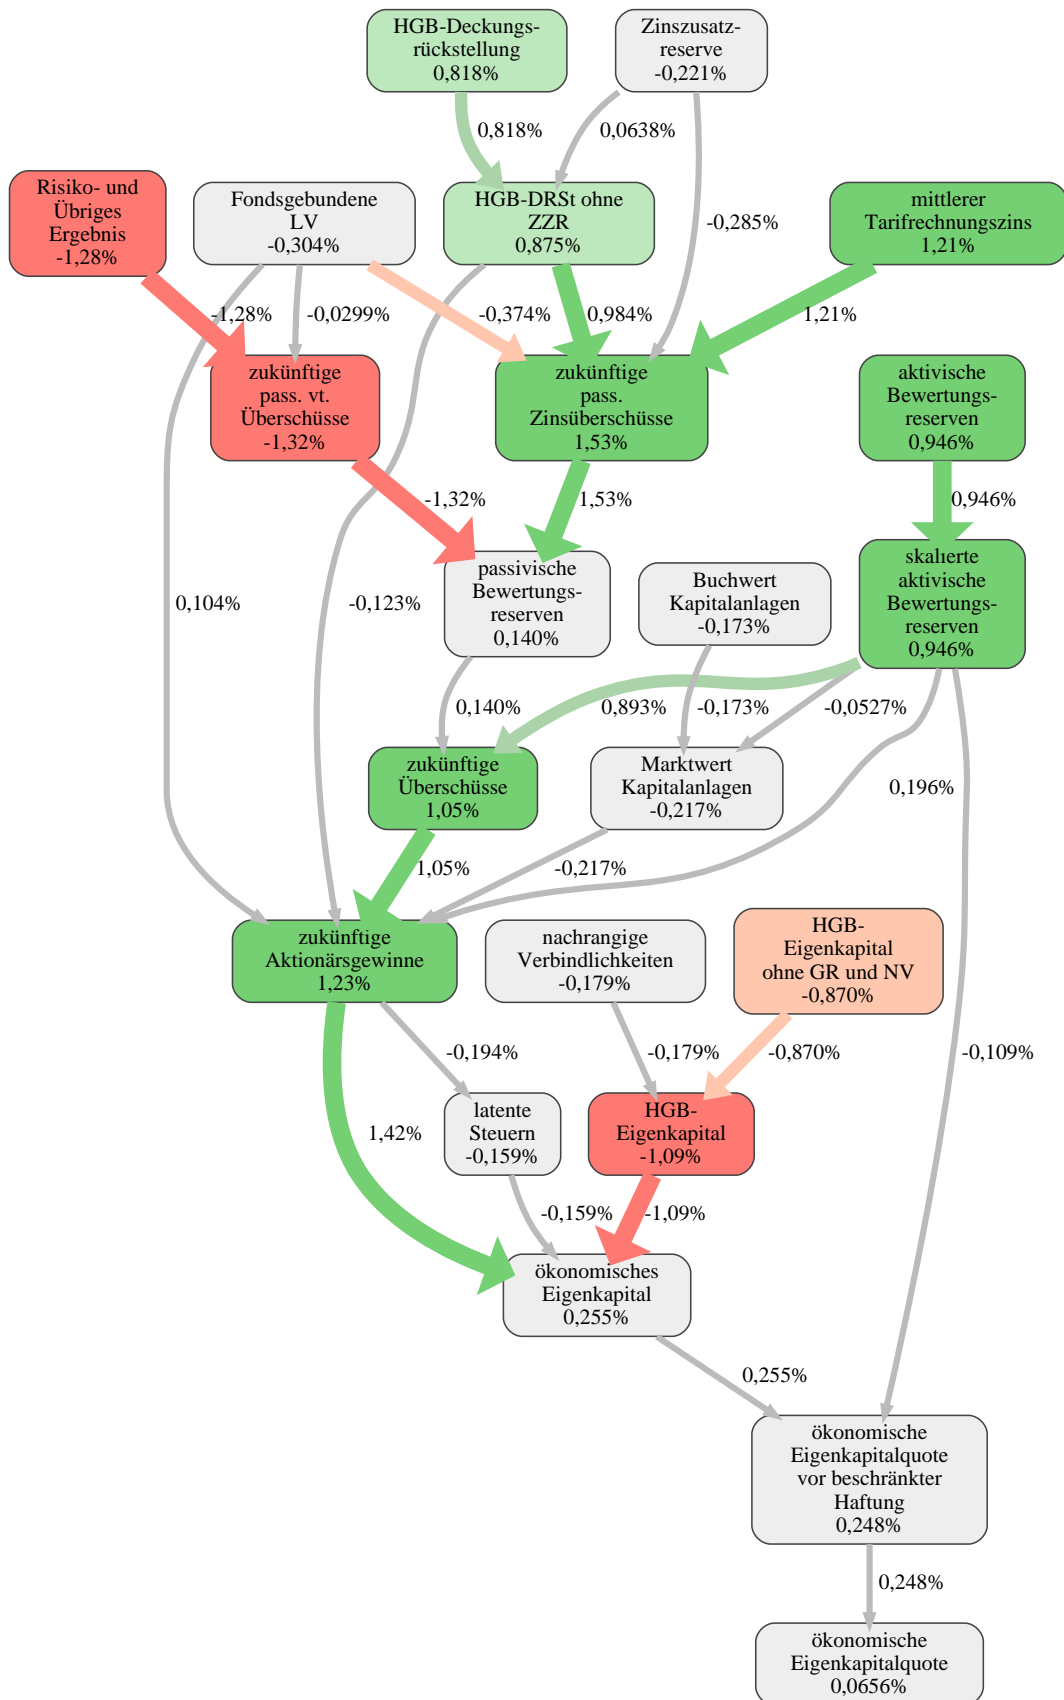 HGB-Deckungs-
rückstellung
0,818%
Zinszusatz-
reserve
-0,221%
0,818%
0,0638%
Risiko- und
Übriges
Ergebnis
-1,28%
Fondsgebundene
LV
-0,304%
HGB-DRSt ohne
ZZR
0,875%
-0,285%
mittlerer
Tarifrechnungszins
1,21%
-1,28%
-0,0299%
-0,374%
0,984%
1,21%
zukünftige
pass. vt.
Überschüsse
-1,32%
zukünftige
pass.
Zinsüberschüsse
1,53%
aktivische
Bewertungs-
reserven
0,946%
-1,32%
1,53%
0,946%
passivische
Bewertungs-
reserven
0,140%
Buchwert
Kapitalanlagen
-0,173%
skalierte
aktivische
Bewertungs-
reserven
0,946%
0,104%
-0,123%
0,140%
0,893%
-0,173%
-0,0527%
zukünftige
Überschüsse
1,05%
Marktwert
Kapitalanlagen
-0,217%
0,196%
1,05%
-0,217%
zukünftige
Aktionärsgewinne
1,23%
nachrangige
Verbindlichkeiten
-0,179%
HGB-
Eigenkapital
ohne GR und NV
-0,870%
-0,194%
-0,179%
-0,870%
-0,109%
1,42%
latente
Steuern
-0,159%
HGB-
Eigenkapital
-1,09%
-0,159%
-1,09%
ökonomisches
Eigenkapital
0,255%
0,255%
ökonomische
Eigenkapitalquote
vor beschränkter
Haftung
0,248%
0,248%
ökonomische
Eigenkapitalquote
0,0656%